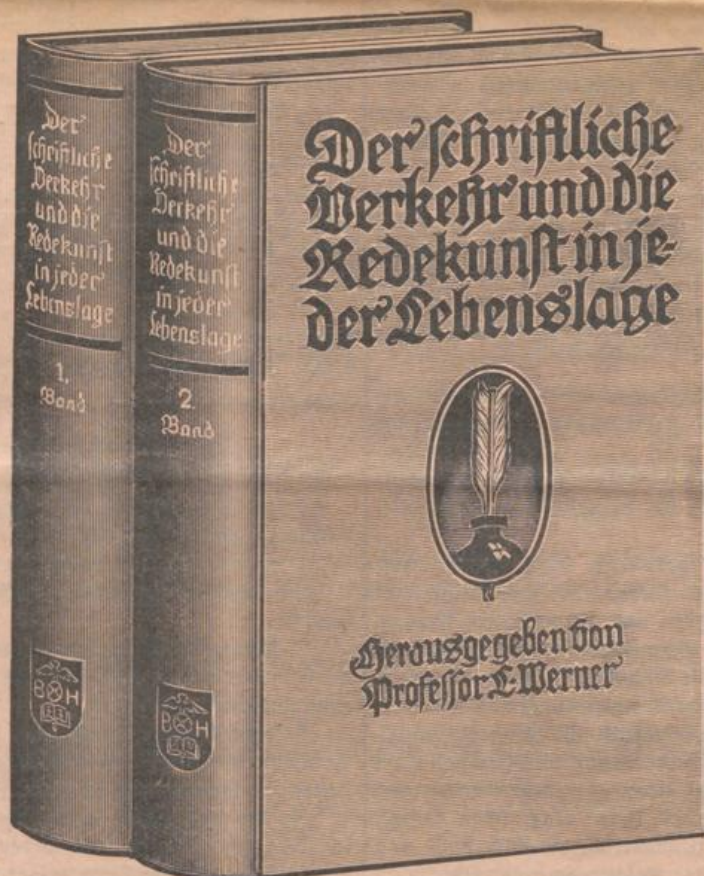 Der
schriftliche
Verkehr
und die
Redekunst
in jeder
Lebenslage
1.
Band
B H
Der
schriftliche
Verkehr
und die
Redekunst
in jeder
Lebenslage
2.
Band
B H
Der schriftliche
Verkehr und die
Redekunst in je-
der Lebenslage
Herausgegeben von
Professor L. Werner